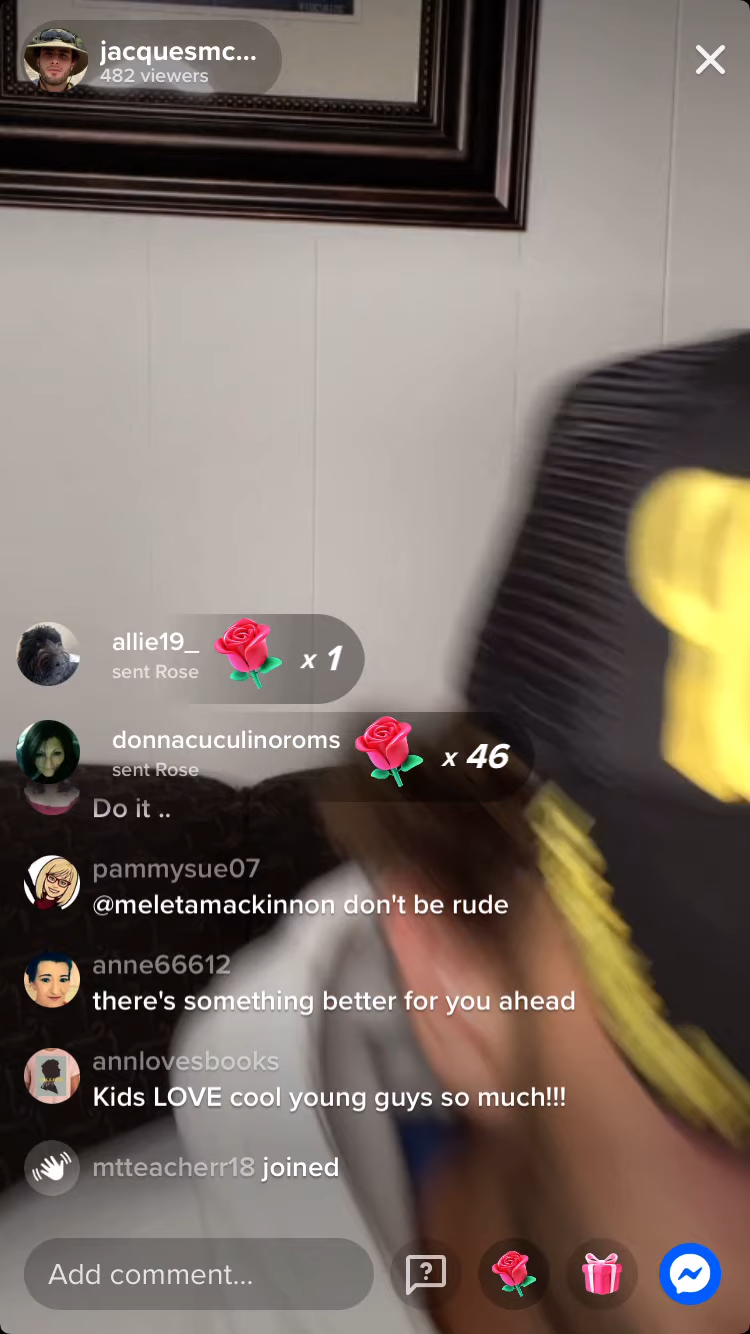 jacquesmc...
482 viewers
allie19_
sent Rose
x 1
donnacuculinoroms
sent Rose
x 46
Do it ..
pammysue07
@meletamackinnon don't be rude
anne66612
there's something better for you ahead
annlovesbooks
Kids LOVE cool young guys so much!!!
mtteacherr18 joined
Add comment...
?